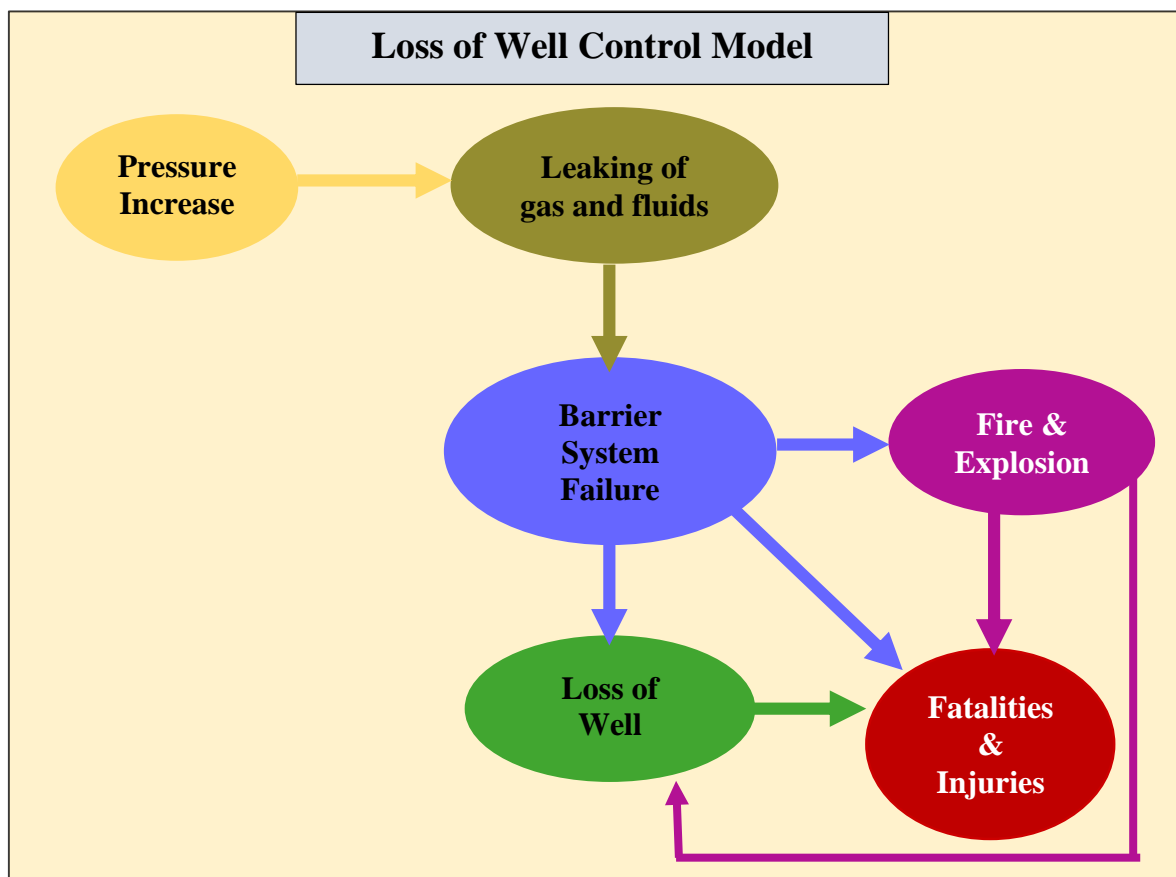 Loss of Well Control Model
Pressure
Increase
Leaking of
gas and fluids
Barrier
System
Failure
Fire &
Explosion
Loss of
Well
Fatalities
&
Injuries